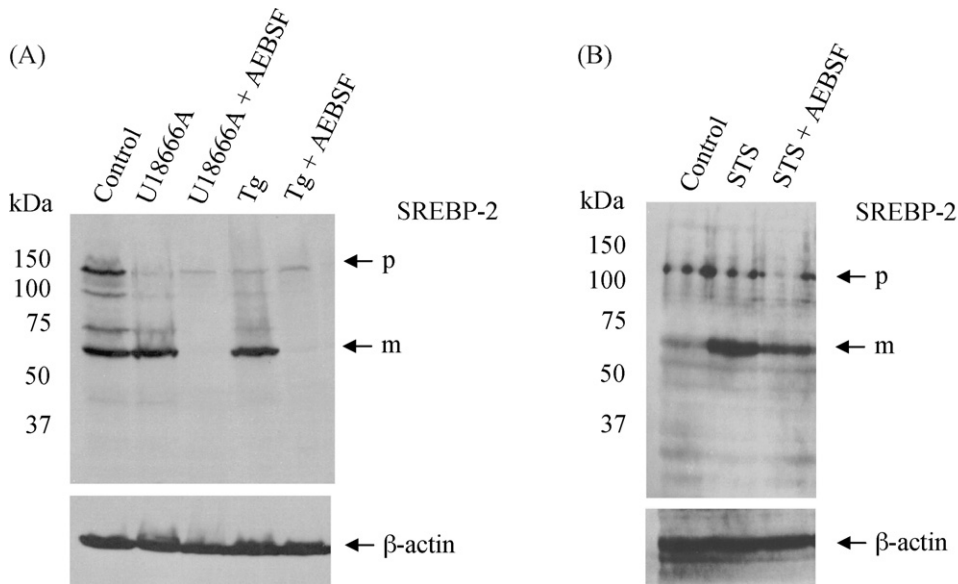 (A)
Control
U18666A
U18666A + AEBSF
Tg
Tg + AEBSF
kDa
SREBP-2
150
100
75
50
37
p
m
β-actin
(B)
Control
STS
STS + AEBSF
kDa
SREBP-2
150
100
75
50
37
p
m
β-actin